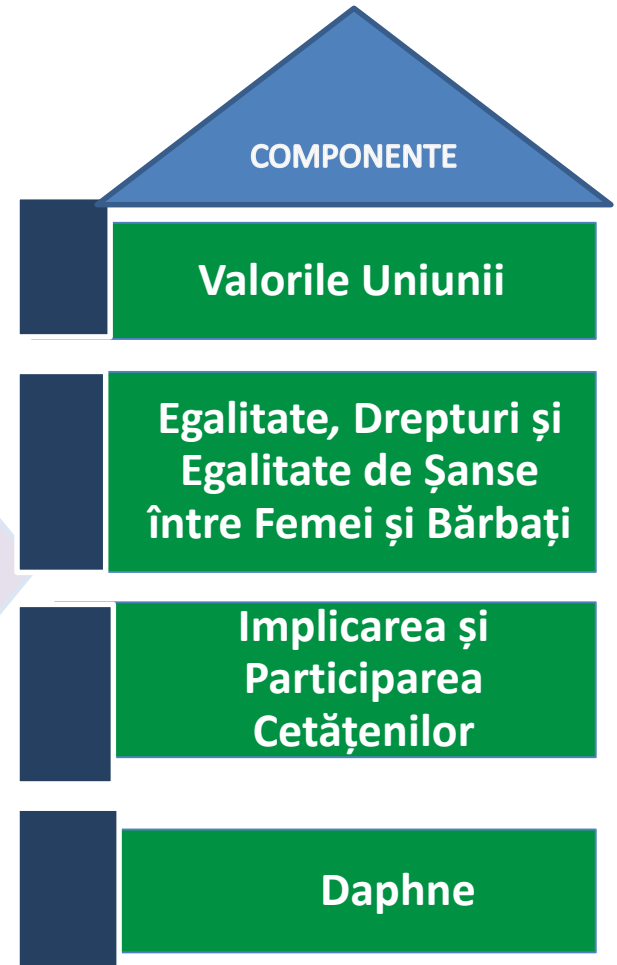 COMPONENTE
Valorile Uniunii
Egalitate, Drepturi și
Egalitate de Șanse
între Femei și Bărbați
Implicarea și
Participarea
Cetățenilor
Daphne